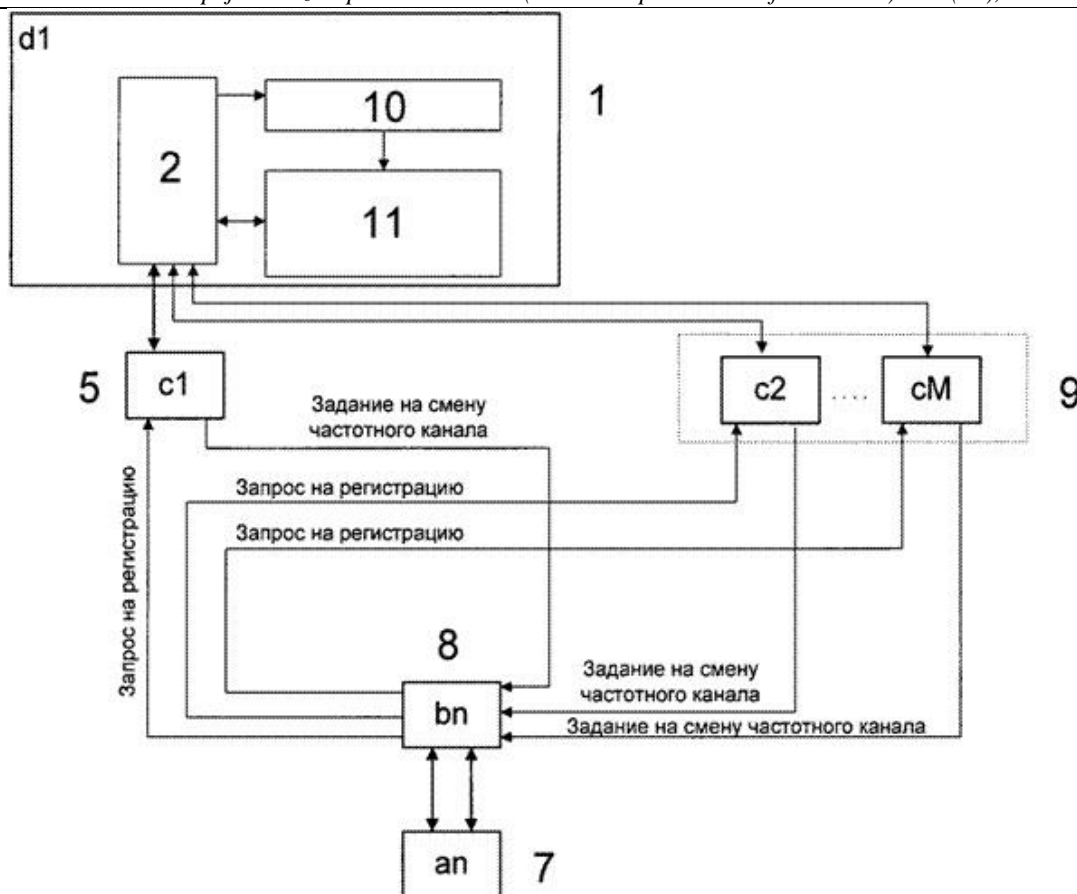 d1
10
1
2
11
5
c1
c2
....
cM
9
Задание на смену
частотного канала
Запрос на регистрацию
Запрос на регистрацию
Запрос на регистрацию
8
bn
Задание на смену
частотного канала
Задание на смену частотного канала
an
7